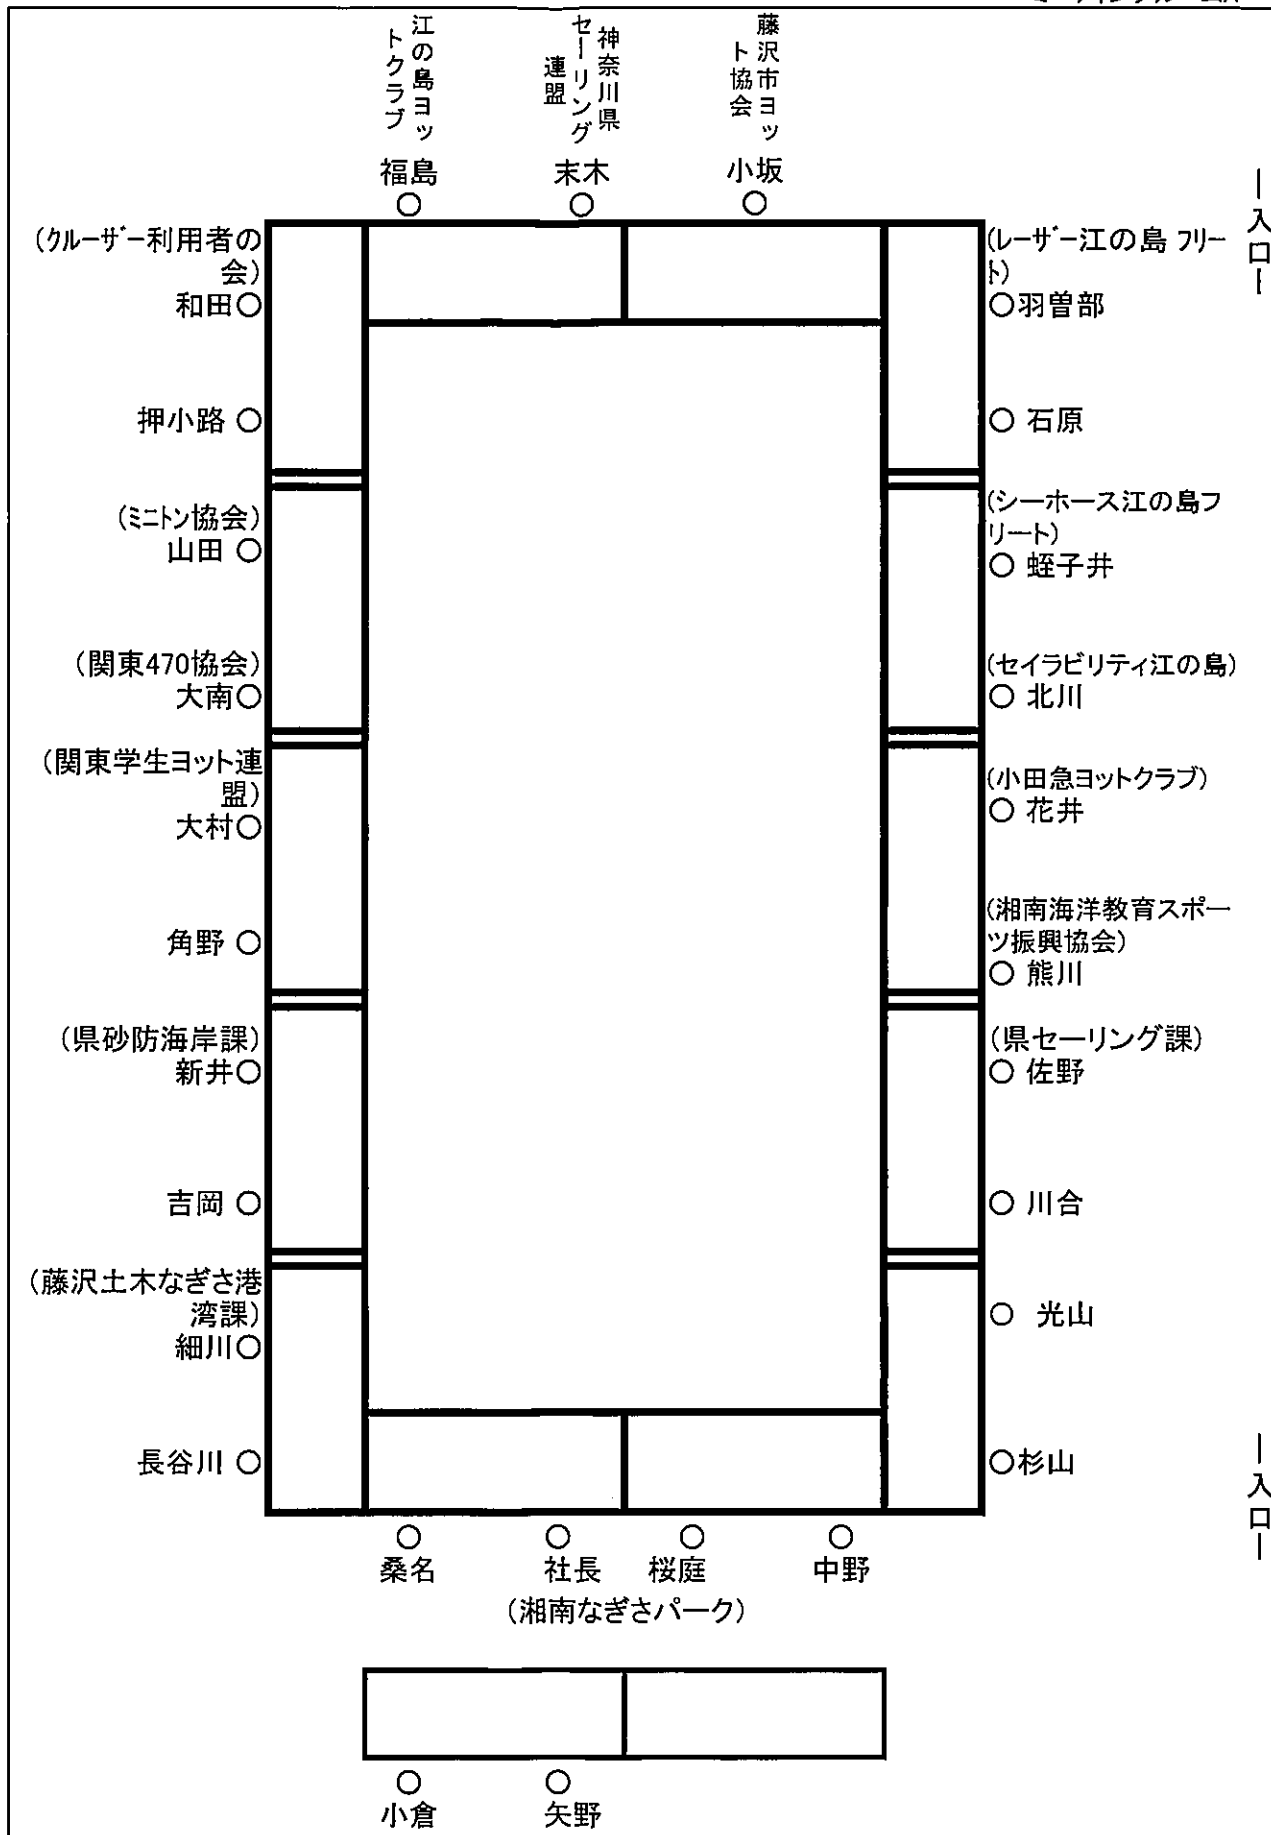 江の島ヨッ
トクラブ
福島
神奈川県
セーリング
連盟
末木
藤沢市ヨッ
ト協会
小坂
入口
(クルーザー利用者の
会)
和田○
(レーザー江の島 フリー
ト)
○羽曽部
押小路 ○
○ 石原
(ミニトン協会)
山田 ○
(シーホース江の島フ
リート)
○ 蛭子井
(関東470協会)
大南○
(セイラビリティ江の島)
○ 北川
(関東学生ヨット連
盟)
大村○
(小田急ヨットクラブ)
○ 花井
角野 ○
(湘南海洋教育スポー
ツ振興協会)
○ 熊川
(県砂防海岸課)
新井○
(県セーリング課)
○ 佐野
吉岡 ○
○ 川合
(藤沢土木なぎさ港
湾課)
細川○
○ 光山
長谷川 ○
○杉山
入口
桑名 社長 桜庭 中野
(湘南なぎさパーク)
小倉 矢野